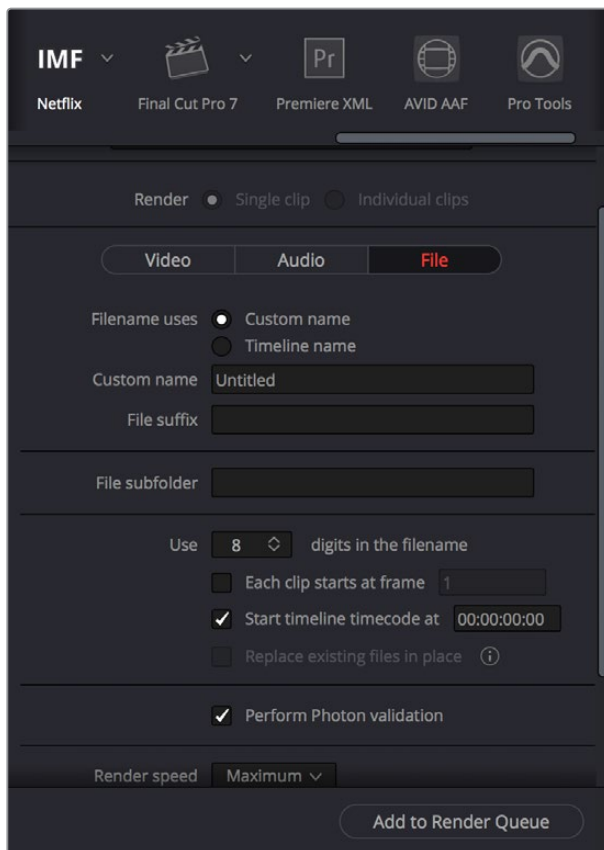 IMF
Pr
Netflix Final Cut Pro 7 Premiere XML AVID AAF Pro Tools
Render Single clip Individual clips
Video Audio File
Filename uses Custom name
Timeline name
Custom name Untitled
File suffix
File subfolder
Use 8 digits in the filename
Each clip starts at frame 1
Start timeline timecode at 00:00:00:00
Replace existing files in place i
Perform Photon validation
Render speed Maximum
Add to Render Queue